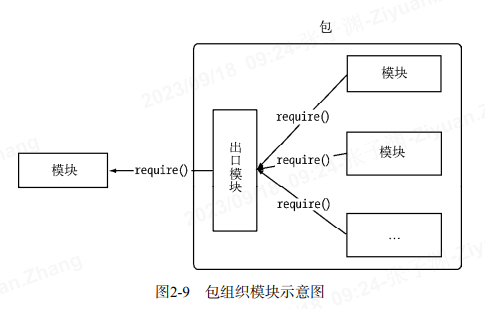 包
模块
require()
出
口
模
块
模块
require()
require()
模块
require()
…
图2-9 包组织模块示意图
2023/09/18 09:24-张
洲-Ziyuan.Zhang